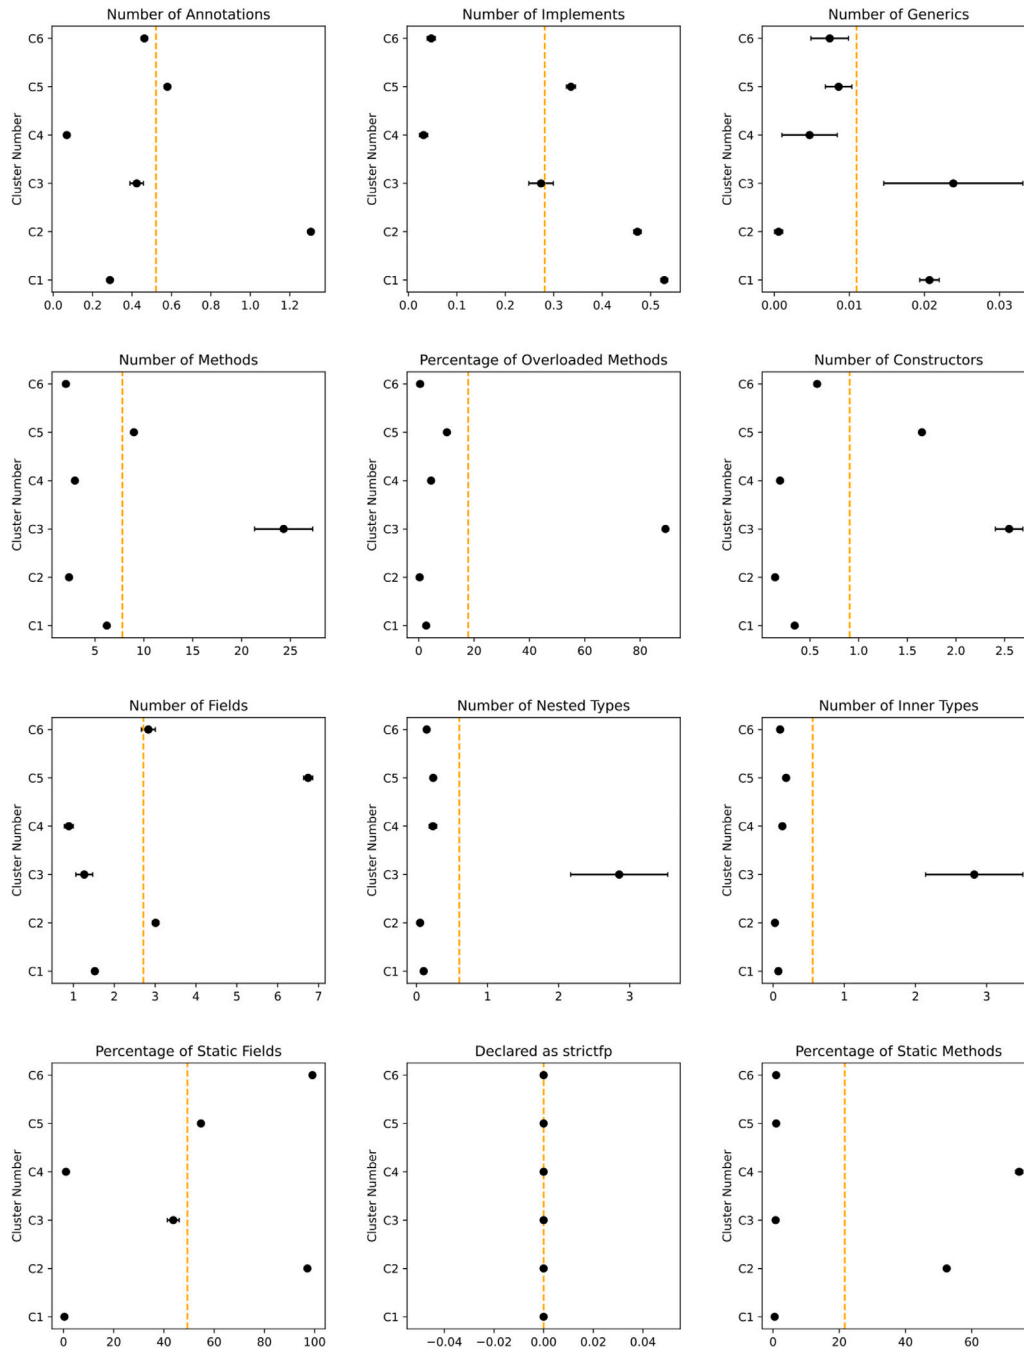 Number of Annotations
Number of Implements
Number of Generics
Cluster Number
C6
C5
C4
C3
C2
C1
0.0 0.2 0.4 0.6 0.8 1.0 1.2
Cluster Number
C6
C5
C4
C3
C2
C1
0.0 0.1 0.2 0.3 0.4 0.5
Cluster Number
C6
C5
C4
C3
C2
C1
0.00 0.01 0.02 0.03
Number of Methods
Percentage of Overloaded Methods
Number of Constructors
Cluster Number
C6
C5
C4
C3
C2
C1
5 10 15 20 25
Cluster Number
C6
C5
C4
C3
C2
C1
0 20 40 60 80
Cluster Number
C6
C5
C4
C3
C2
C1
0.5 1.0 1.5 2.0 2.5
Number of Fields
Number of Nested Types
Number of Inner Types
Cluster Number
C6
C5
C4
C3
C2
C1
1 2 3 4 5 6 7
Cluster Number
C6
C5
C4
C3
C2
C1
0 1 2 3
Cluster Number
C6
C5
C4
C3
C2
C1
0 1 2 3
Percentage of Static Fields
Declared as strictfp
Percentage of Static Methods
Cluster Number
C6
C5
C4
C3
C2
C1
0 20 40 60 80 100
Cluster Number
C6
C5
C4
C3
C2
C1
−0.04 −0.02 0.00 0.02 0.04
Cluster Number
C6
C5
C4
C3
C2
C1
0 20 40 60